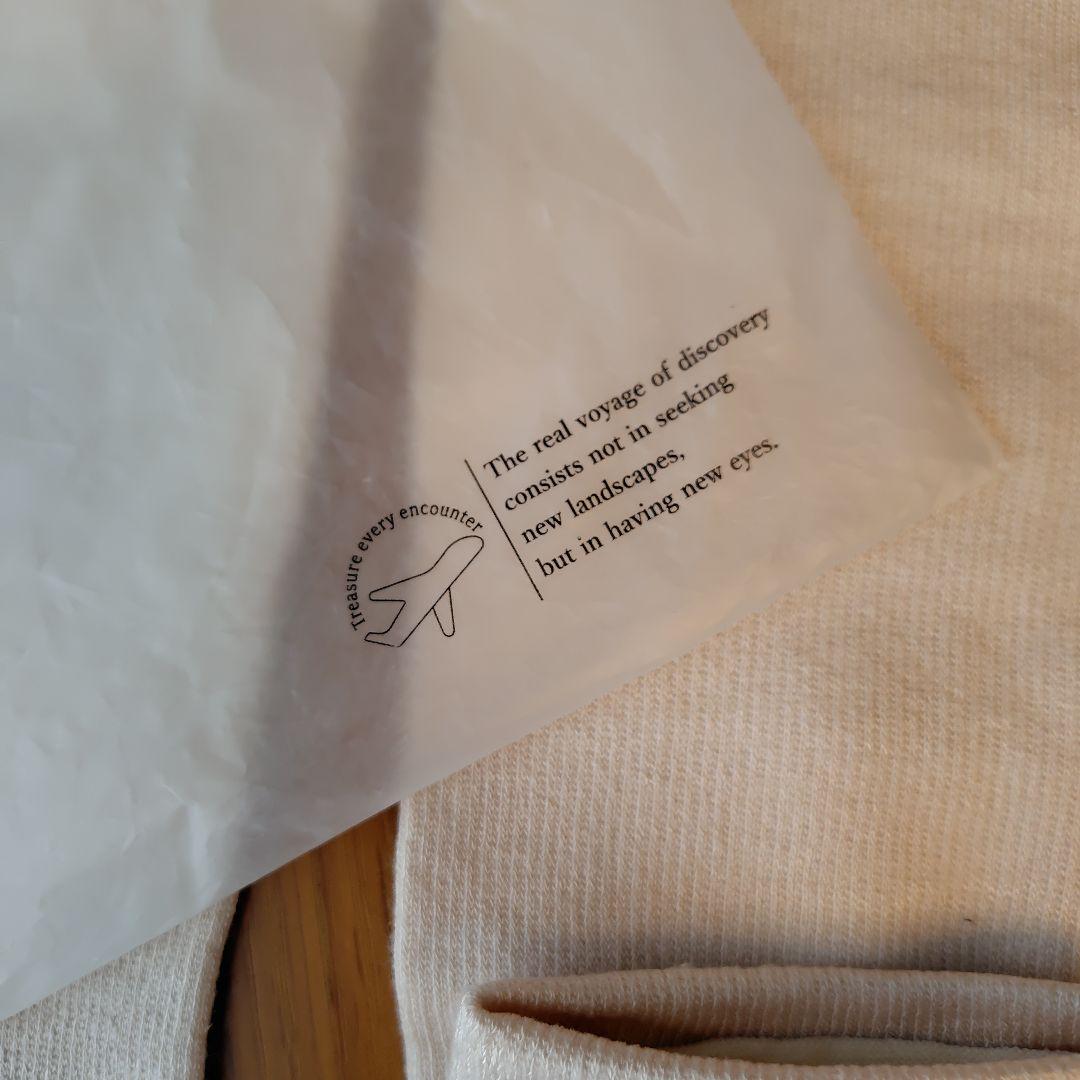 Treasure every encounter
The real voyage of discovery
consists not in seeking
new landscapes,
but in having new eyes.